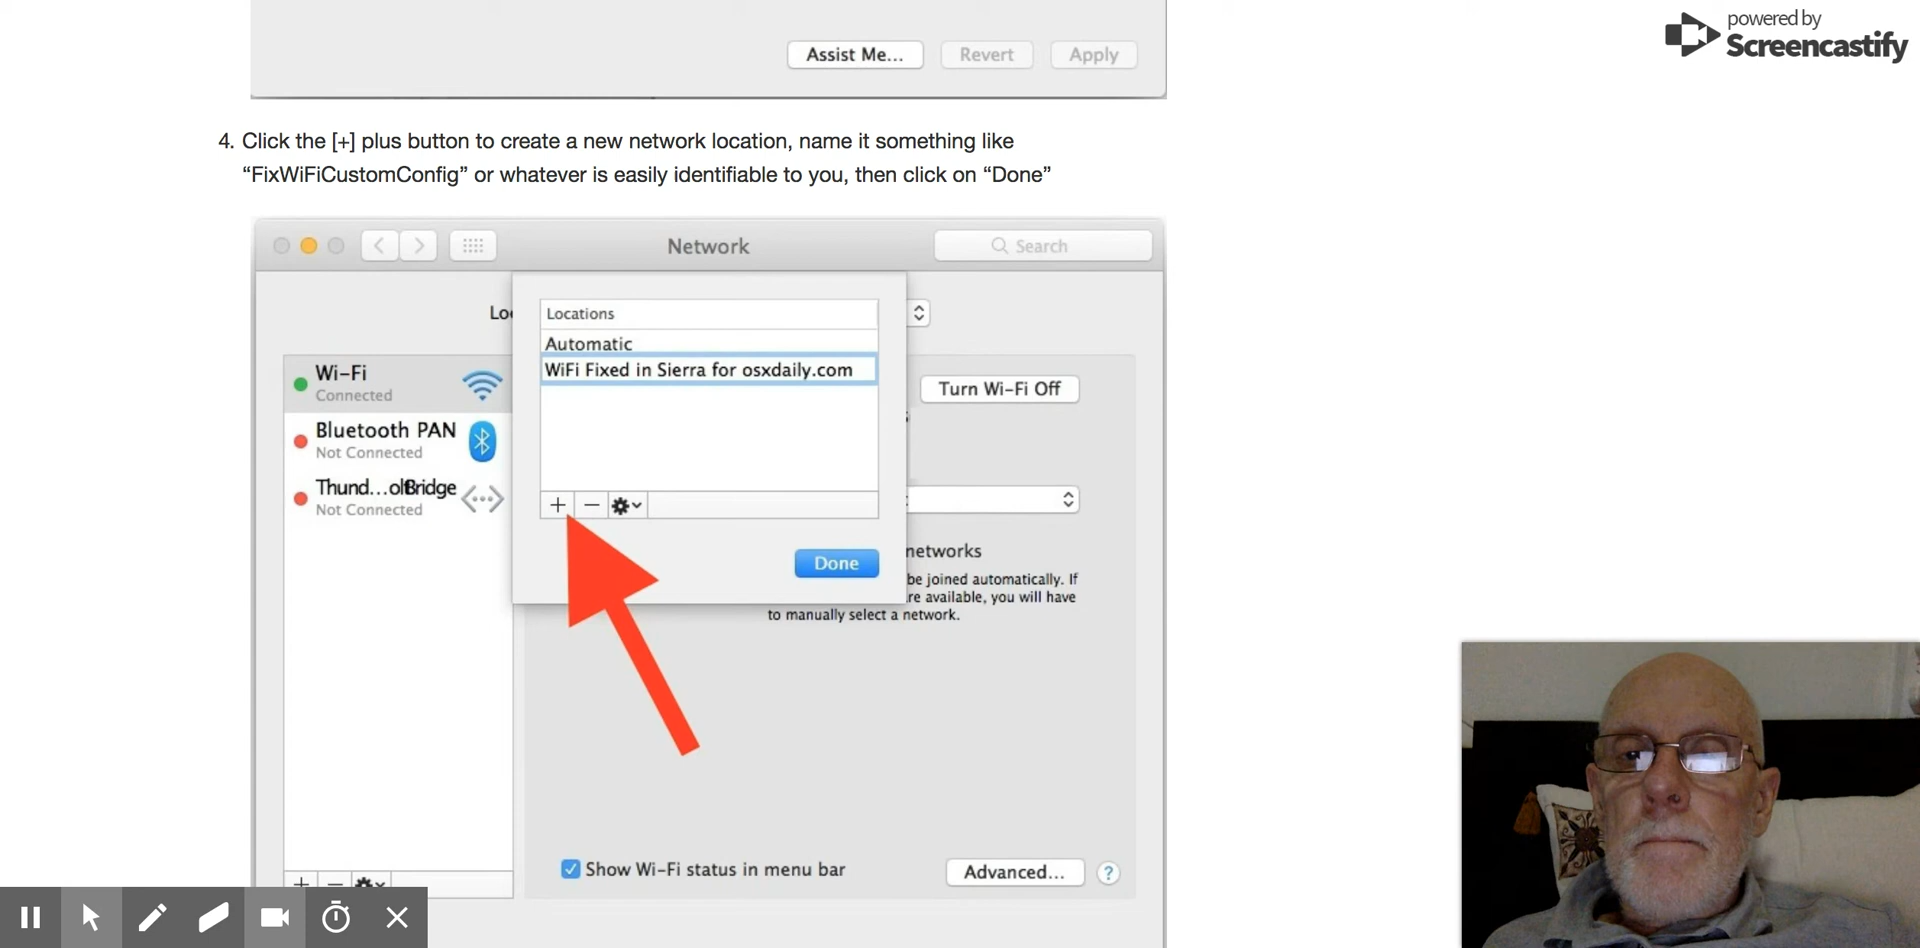 powered by
Screencastify
Assist Me...
Revert
Apply
4. Click the [+] plus button to create a new network location, name it something like
“FixWiFiCustomConfig” or whatever is easily identifiable to you, then click on “Done”
Network
Search
Loc
Locations
Automatic
WiFi Fixed in Sierra for osxdaily.com
Wi-Fi
Connected
Turn Wi-Fi Off
Bluetooth PAN
Not Connected
Thund...oltBridge
Not Connected
+ −
Done
networks
be joined automatically. If
re available, you will have
to manually select a network.
Show Wi-Fi status in menu bar
Advanced...
?